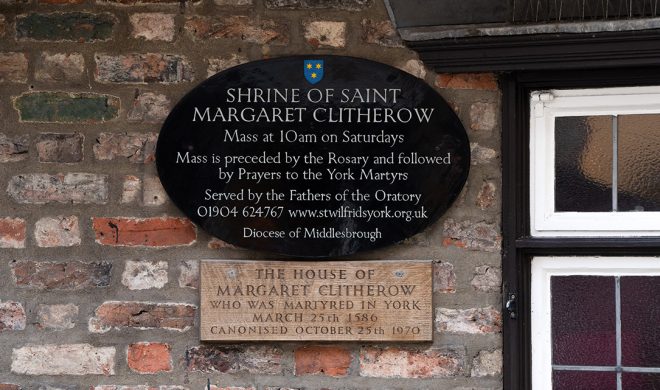 SHRINE OF SAINT
MARGARET CLITHEROW
Mass at 10am on Saturdays
Mass is preceded by the Rosary and followed
by Prayers to the York Martyrs
Served by the Fathers of the Oratory
01904 624767 www.stwilfridsyork.org.uk
Diocese of Middlesbrough
THE HOUSE OF
MARGARET CLITHEROW
WHO WAS MARTYRED IN YORK
MARCH 25th 1586
CANONISED OCTOBER 25th 1970